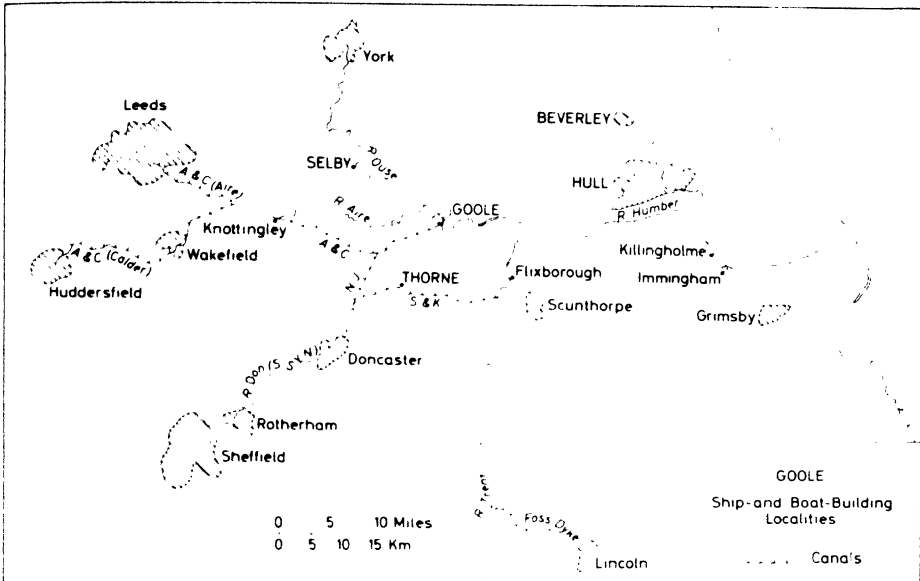 York
Leeds
BEVERLEY
R Ouse
SELBY
A & C (Aire)
HULL
R Aire
GOOLE
R Humber
Knottingley
A & C
Killingholme
Wakefield
A & C (Calder)
THORNE
Flixborough
Immingham
Huddersfield
N
S & K
Scunthorpe
Grimsby
R Don (S S Y N)
Doncaster
Rotherham
Sheffield
GOOLE
R Trent
Ship-and Boat-Building
Localities
0 5 10 Miles
Foss Dyke
0 5 10 15 Km
Lincoln
Canals